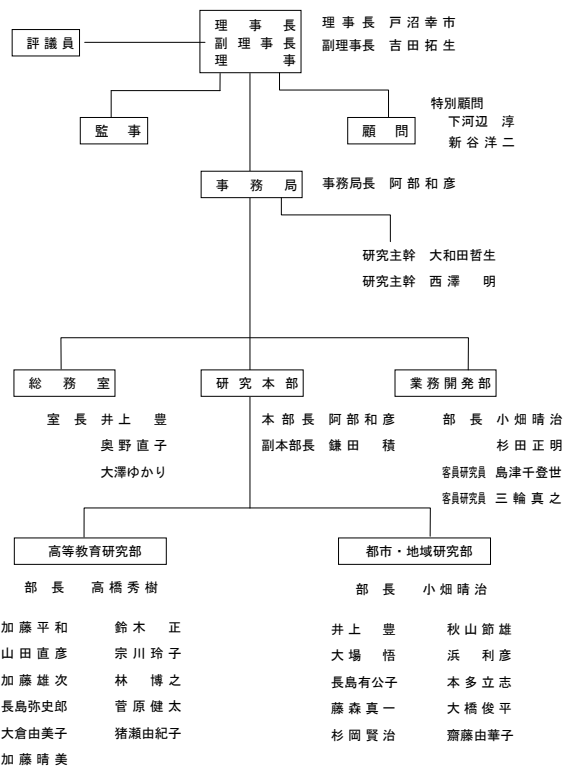 評議員
理事長
副理事長
理事
理事長 戸沼幸市
副理事長 吉田拓生
監事
顧問
特別顧問
下河辺 淳
新谷洋二
事務局
事務局長 阿部和彦
研究主幹 大和田哲生
研究主幹 西澤 明
総務室
室長 井上 豊
奥野直子
大澤ゆかり
研究本部
本部長 阿部和彦
副本部長 鎌田 積
業務開発部
部長 小畑晴治
杉田正明
客員研究員 島津千登世
客員研究員 三輪真之
高等教育研究部
部長 高橋秀樹
加藤平和 鈴木 正
山田直彦 宗川玲子
加藤雄次 林 博之
長島弥史郎 菅原健太
大倉由美子 猪瀬由紀子
加藤晴美
都市・地域研究部
部長 小畑晴治
井上 豊 秋山節雄
大場 悟 浜 利彦
長島有公子 本多立志
藤森真一 大橋俊平
杉岡賢治 齋藤由華子